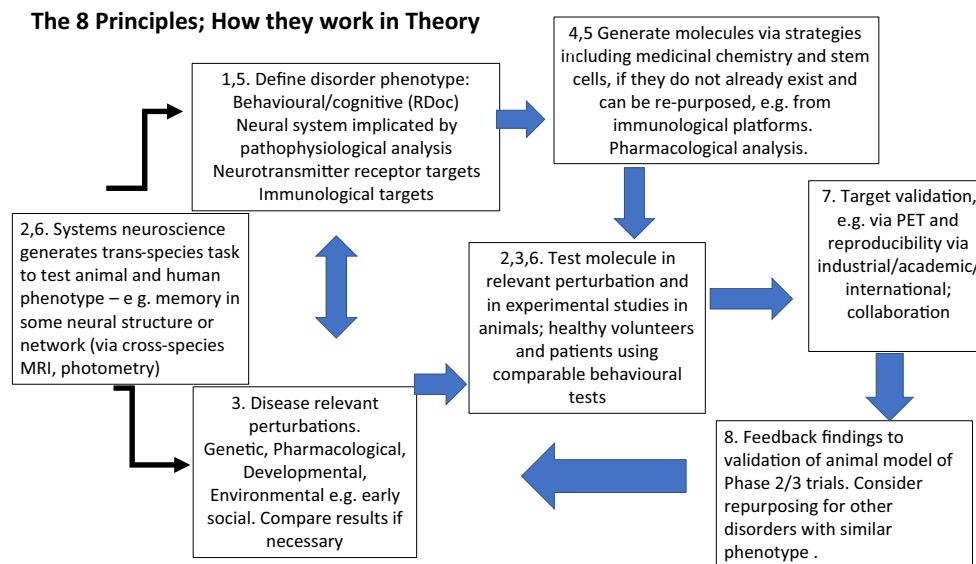 The 8 Principles; How they work in Theory
1,5. Define disorder phenotype:
Behavioural/cognitive (RDoc)
Neural system implicated by
pathophysiological analysis
Neurotransmitter receptor targets
Immunological targets
4,5 Generate molecules via strategies
including medicinal chemistry and stem
cells, if they do not already exist and
can be re-purposed, e.g. from
immunological platforms.
Pharmacological analysis.
2,6. Systems neuroscience
generates trans-species task
to test animal and human
phenotype – e g. memory in
some neural structure or
network (via cross-species
MRI, photometry)
2,3,6. Test molecule in
relevant perturbation and
in experimental studies in
animals; healthy volunteers
and patients using
comparable behavioural
tests
7. Target validation,
e.g. via PET and
reproducibility via
industrial/academic/
international;
collaboration
3. Disease relevant
perturbations.
Genetic, Pharmacological,
Developmental,
Environmental e.g. early
social. Compare results if
necessary
8. Feedback findings to
validation of animal model of
Phase 2/3 trials. Consider
repurposing for other
disorders with similar
phenotype .